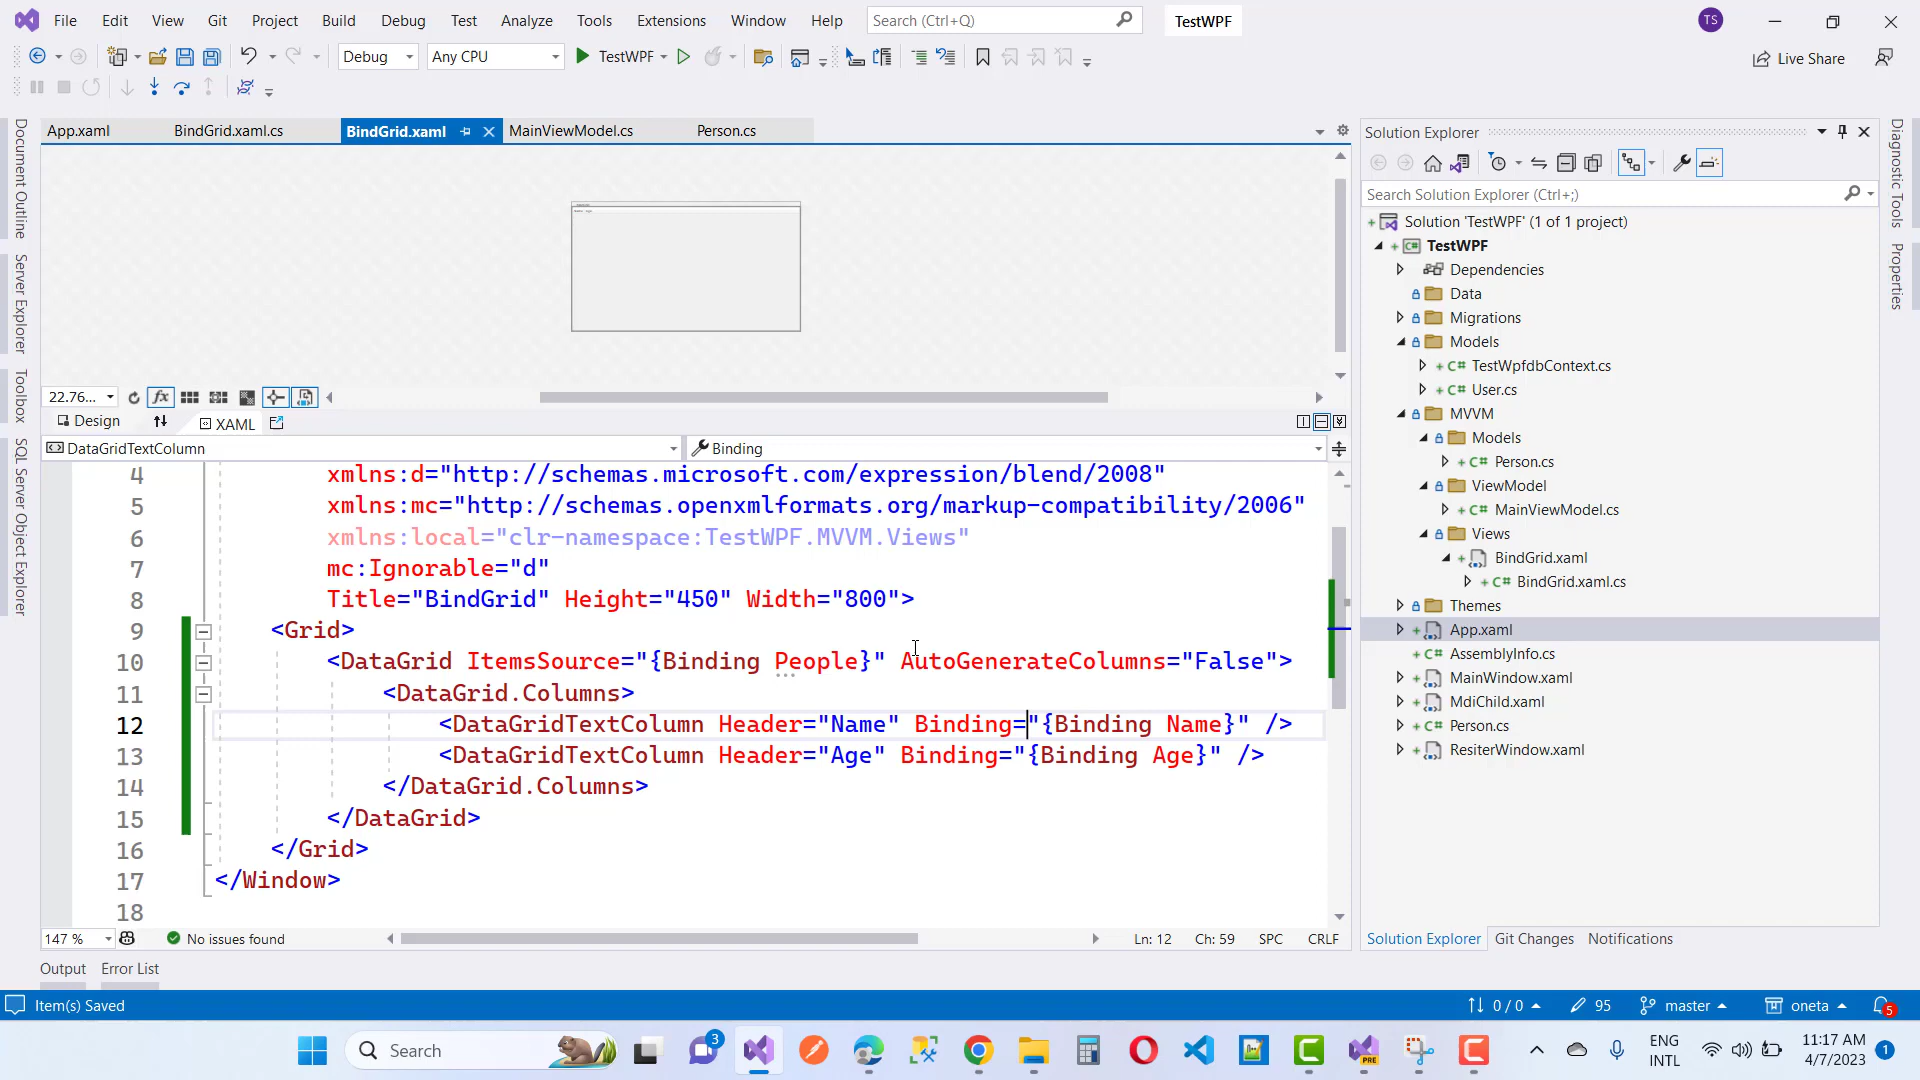 File Edit View Git Project Build Debug Test Analyze Tools Extensions Window Help Search (Ctrl+Q) TestWPF TS
Debug Any CPU TestWPF Live Share
App.xaml BindGrid.xaml.cs BindGrid.xaml MainViewModel.cs Person.cs
Document Outline
Server Explorer
Toolbox
SQL Server Object Explorer
22.76...
Design XAML
DataGridTextColumn Binding
4 xmlns:d="http://schemas.microsoft.com/expression/blend/2008"
5 xmlns:mc="http://schemas.openxmlformats.org/markup-compatibility/2006"
6 xmlns:local="clr-namespace:TestWPF.MVVM.Views"
7 mc:Ignorable="d"
8 Title="BindGrid" Height="450" Width="800">
9 <Grid>
10 <DataGrid ItemsSource="{Binding People}" AutoGenerateColumns="False">
11 <DataGrid.Columns>
12 <DataGridTextColumn Header="Name" Binding="{Binding Name}" />
13 <DataGridTextColumn Header="Age" Binding="{Binding Age}" />
14 </DataGrid.Columns>
15 </DataGrid>
16 </Grid>
17 </Window>
18
147 % No issues found Ln: 12 Ch: 59 SPC CRLF
Output Error List
Solution Explorer
Search Solution Explorer (Ctrl+;)
Solution 'TestWPF' (1 of 1 project)
TestWPF
Dependencies
Data
Migrations
Models
TestWpfdbContext.cs
User.cs
MVVM
Models
Person.cs
ViewModel
MainViewModel.cs
Views
BindGrid.xaml
BindGrid.xaml.cs
Themes
App.xaml
AssemblyInfo.cs
MainWindow.xaml
MdiChild.xaml
Person.cs
ResiterWindow.xaml
Solution Explorer Git Changes Notifications
Diagnostic Tools
Properties
Item(s) Saved 0 / 0 95 master oneta 5
Search 3 PRE ENG INTL 11:17 AM 4/7/2023 1